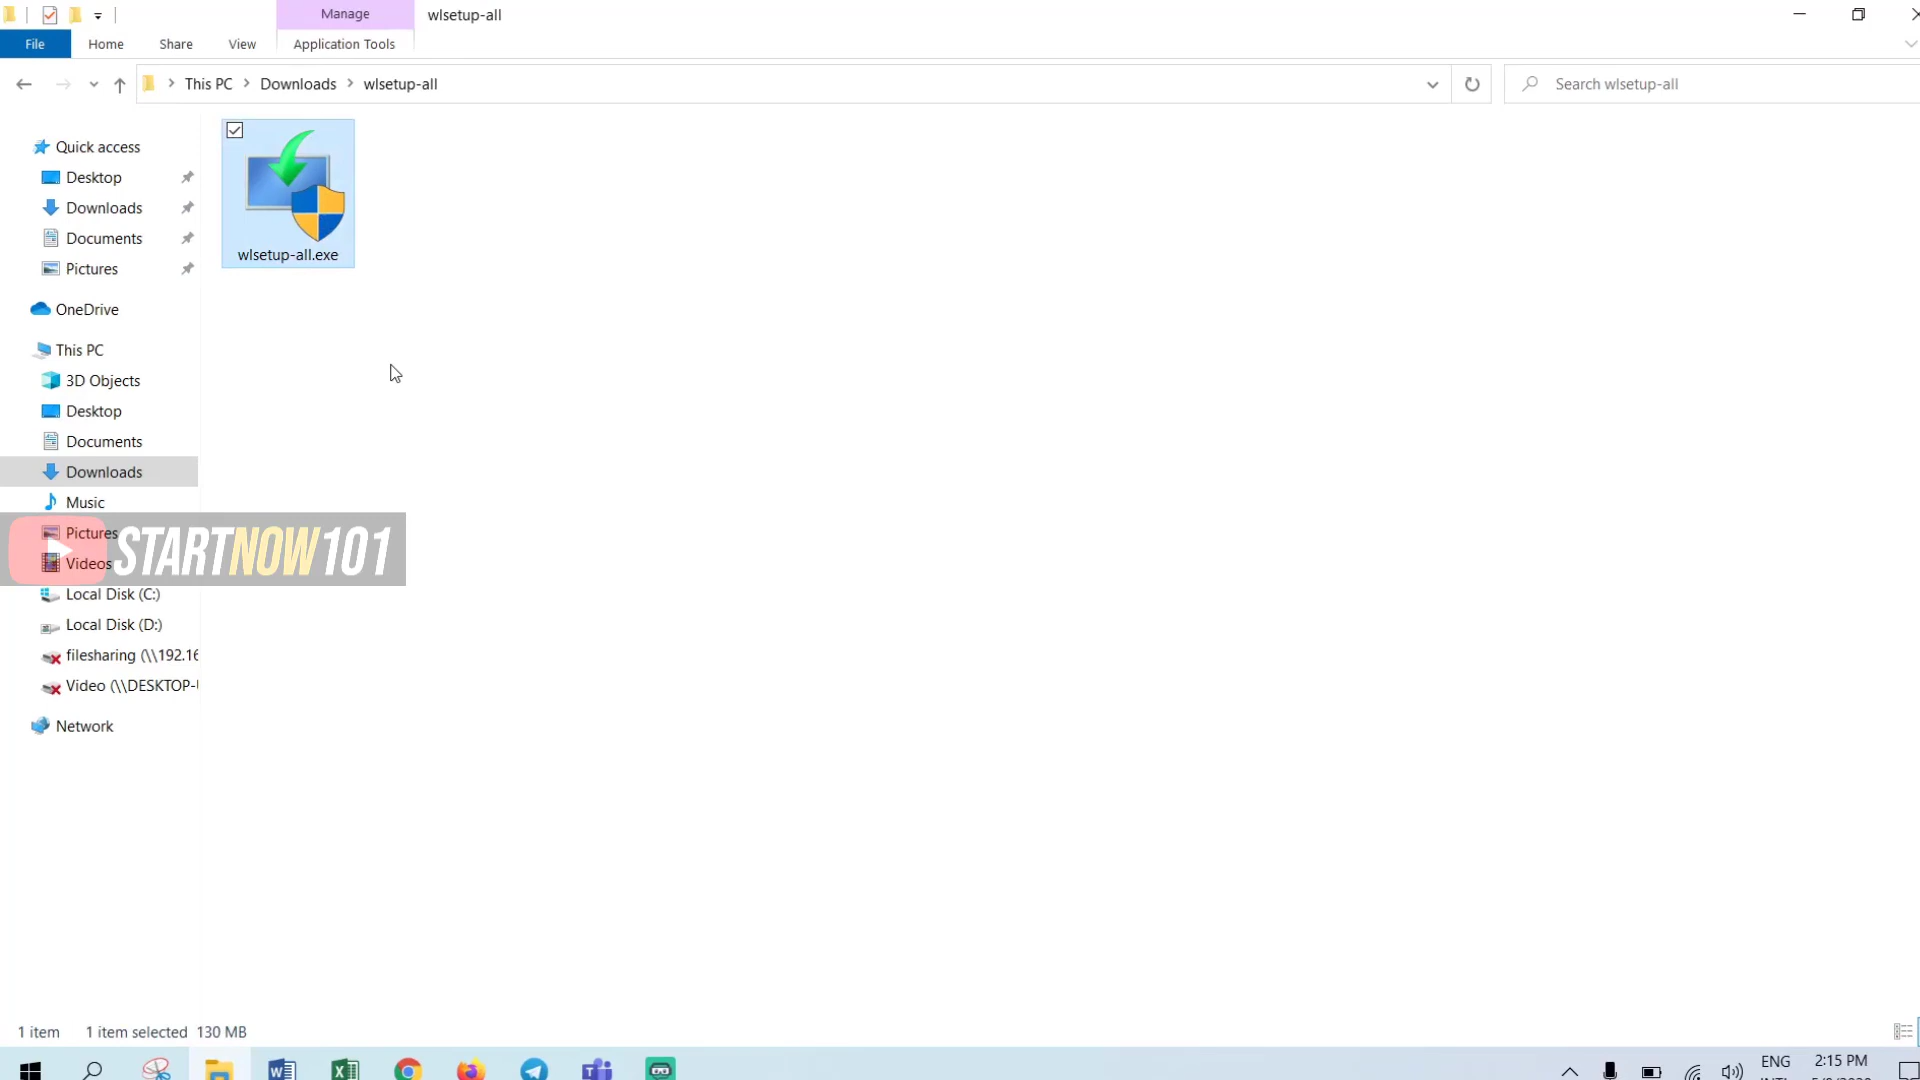 Manage
wlsetup-all
File
Home
Share
View
Application Tools
This PC
Downloads
wlsetup-all
Search wlsetup-all
Quick access
Desktop
Downloads
Documents
Pictures
OneDrive
This PC
3D Objects
Desktop
Documents
Downloads
Music
Pictures
Videos
STARTNOW101
Local Disk (C:)
Local Disk (D:)
filesharing (\\192.16
Video (\\DESKTOP-
Network
wlsetup-all.exe
1 item
1 item selected 130 MB
ENG
2:15 PM